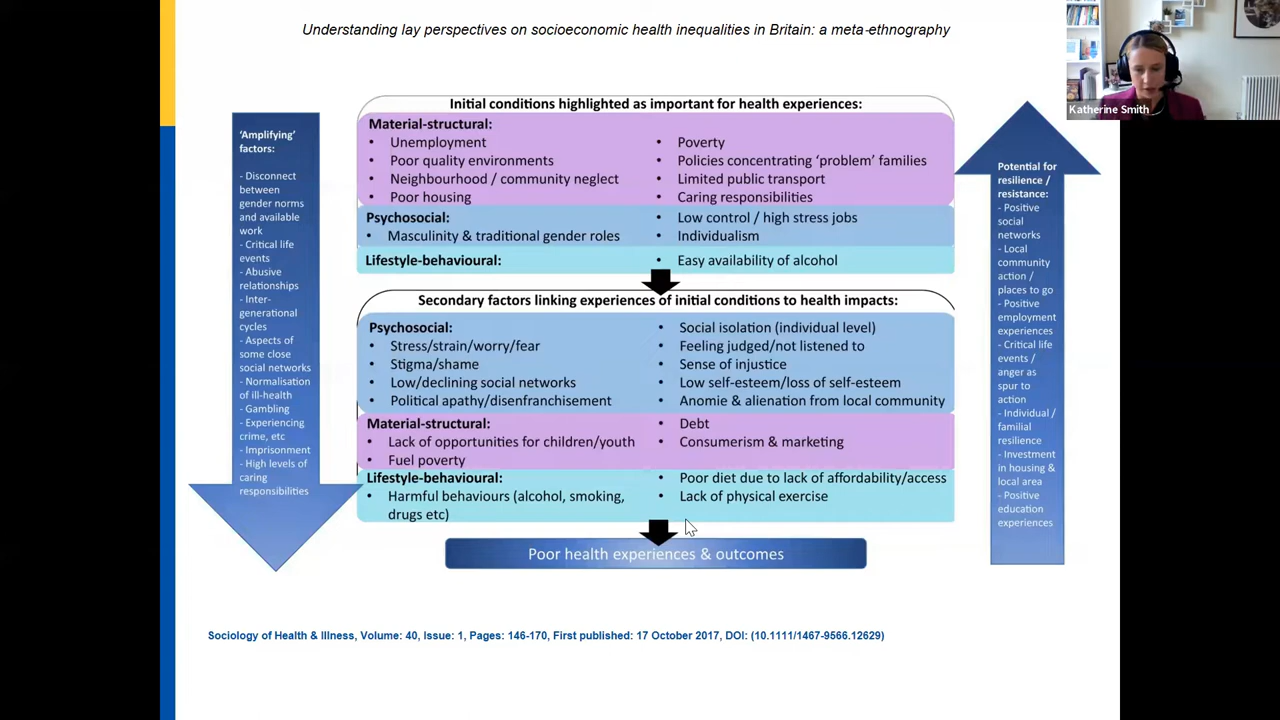 Understanding lay perspectives on socioeconomic health inequalities in Britain: a meta-ethnography
Katherine Smith
'Amplifying'
factors:
- Disconnect
between
gender norms
and available
work
- Critical life
events
- Abusive
relationships
- Inter-
generational
cycles
- Aspects of
some close
social networks
- Normalisation
of ill-health
- Gambling
- Experiencing
crime, etc
- Imprisonment
- High levels of
caring
responsibilities
Initial conditions highlighted as important for health experiences:
Material-structural:
• Unemployment
• Poor quality environments
• Neighbourhood / community neglect
• Poor housing
• Poverty
• Policies concentrating 'problem' families
• Limited public transport
• Caring responsibilities
Psychosocial:
• Masculinity & traditional gender roles
• Low control / high stress jobs
• Individualism
Lifestyle-behavioural:
• Easy availability of alcohol
Secondary factors linking experiences of initial conditions to health impacts:
Psychosocial:
• Stress/strain/worry/fear
• Stigma/shame
• Low/declining social networks
• Political apathy/disenfranchisement
• Social isolation (individual level)
• Feeling judged/not listened to
• Sense of injustice
• Low self-esteem/loss of self-esteem
• Anomie & alienation from local community
Material-structural:
• Lack of opportunities for children/youth
• Fuel poverty
• Debt
• Consumerism & marketing
Lifestyle-behavioural:
• Harmful behaviours (alcohol, smoking,
drugs etc)
• Poor diet due to lack of affordability/access
• Lack of physical exercise
Poor health experiences & outcomes
Potential for
resilience /
resistance:
- Positive
social
networks
- Local
community
action /
places to go
- Positive
employment
experiences
- Critical life
events /
anger as
spur to
action
- Individual /
familial
resilience
- Investment
in housing &
local area
- Positive
education
experiences
Sociology of Health & Illness, Volume: 40, Issue: 1, Pages: 146-170, First published: 17 October 2017, DOI: (10.1111/1467-9566.12629)